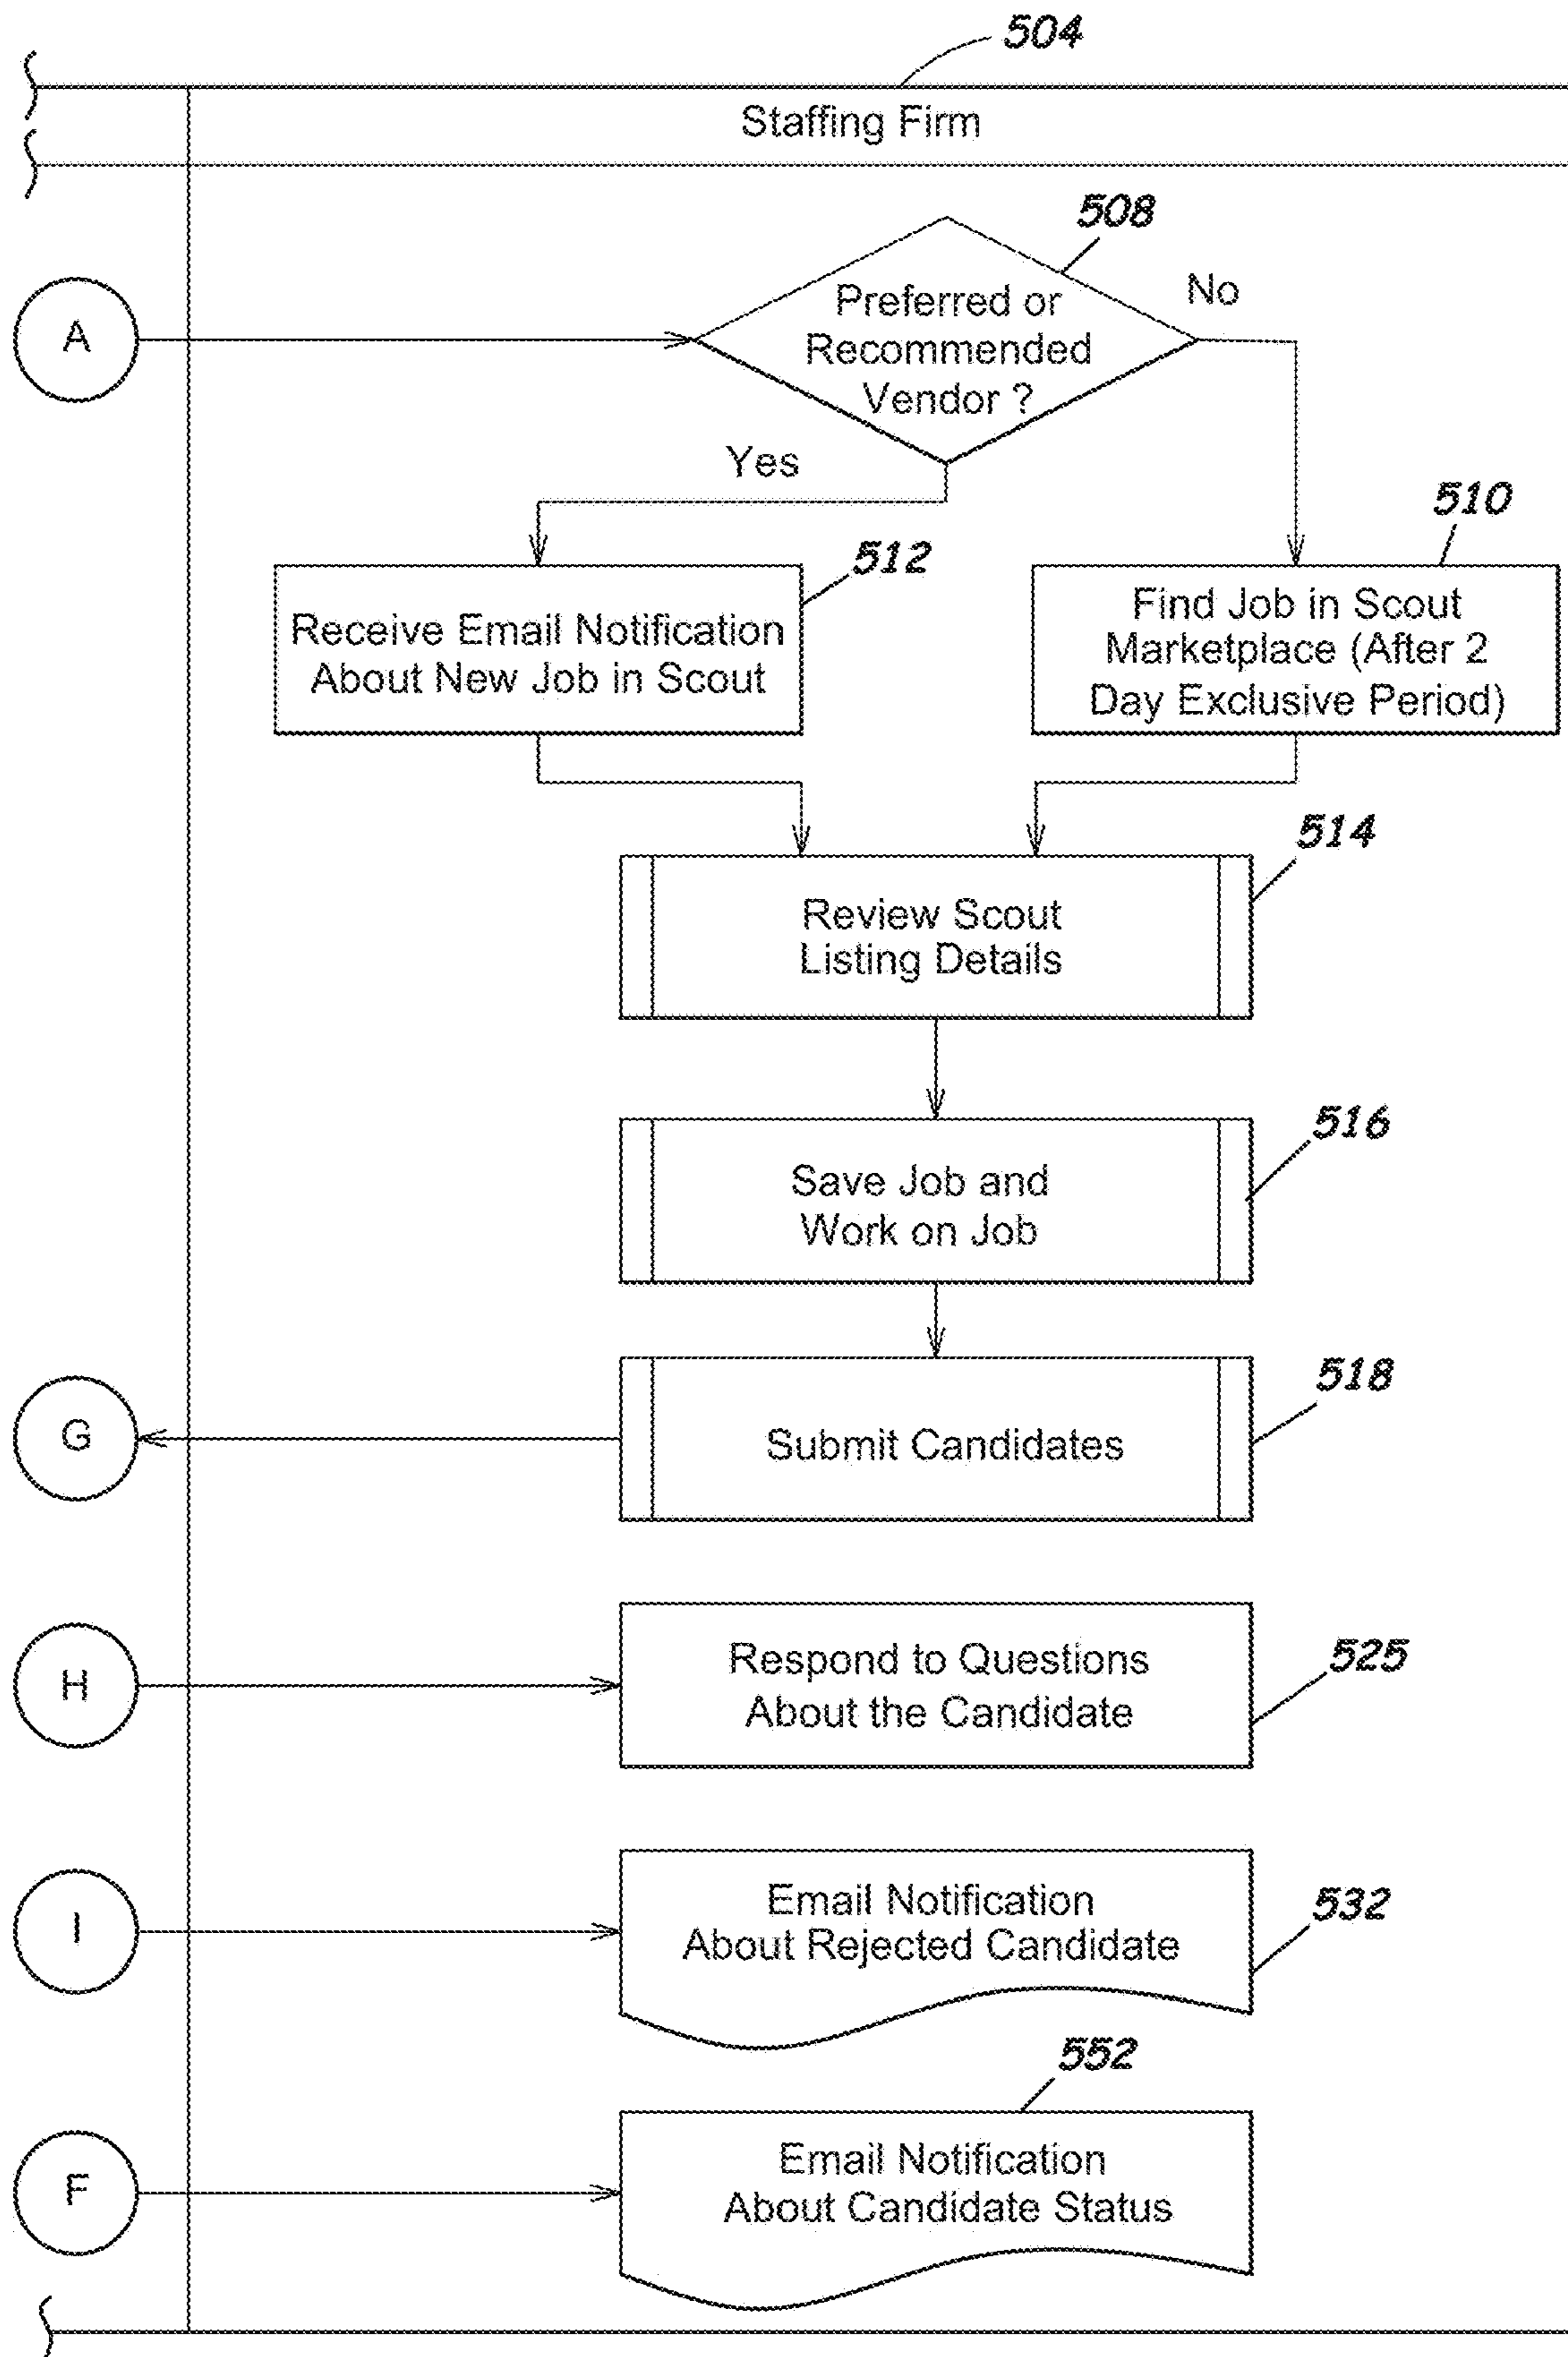 504
Staffing Firm
508
A
Preferred or
Recommended
Vendor ?
No
Yes
512
510
Receive Email Notification
About New Job in Scout
Find Job in Scout
Marketplace (After 2
Day Exclusive Period)
514
Review Scout
Listing Details
516
Save Job and
Work on Job
518
G
Submit Candidates
H
Respond to Questions
About the Candidate
525
I
Email Notification
About Rejected Candidate
532
552
F
Email Notification
About Candidate Status